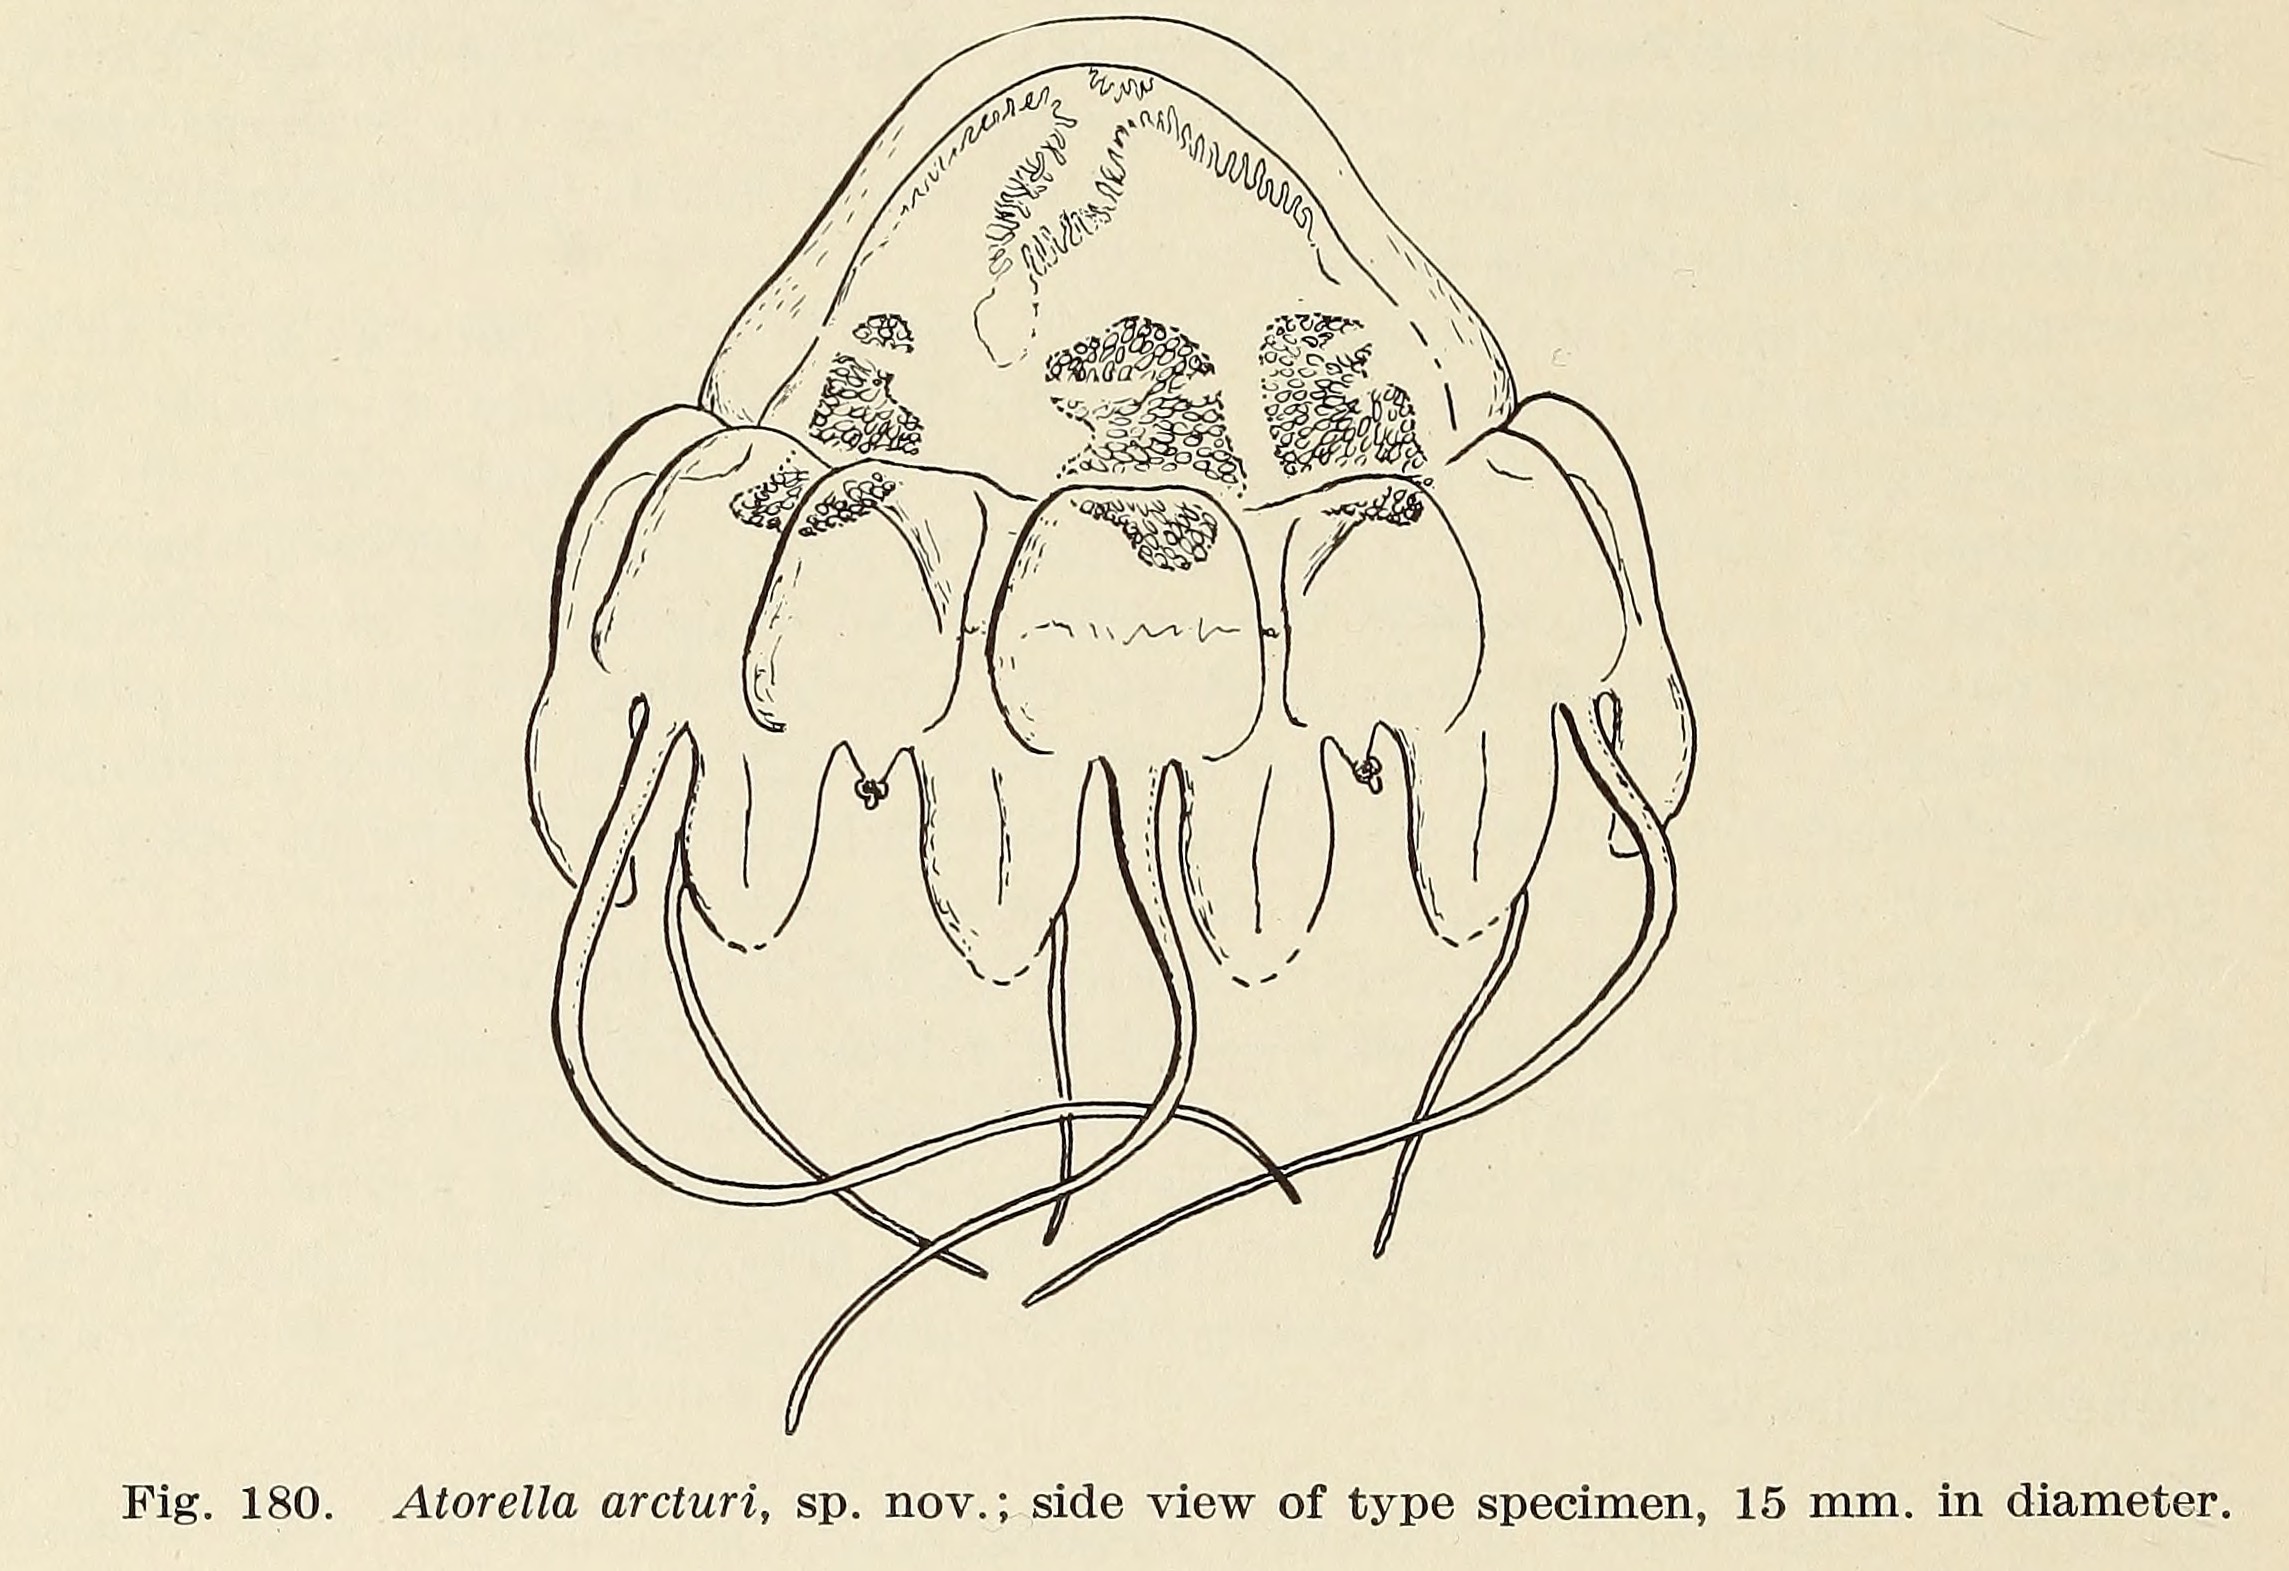 Fig. 180. Atorella arcturi, sp. nov.; side view of type specimen, 15 mm. in diameter.